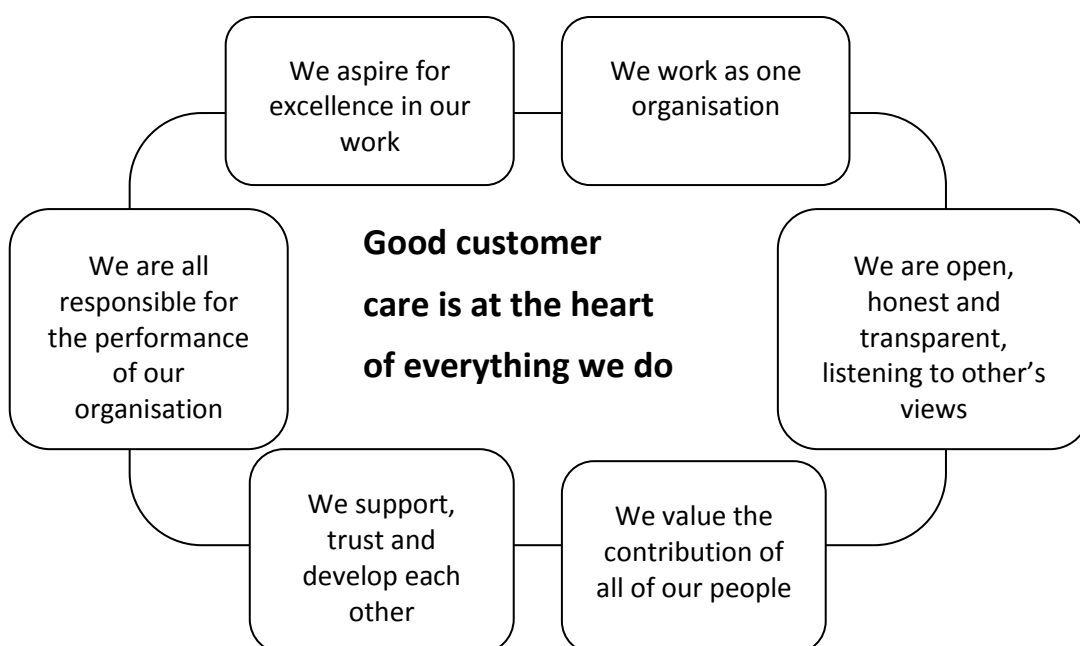 We aspire for
excellence in our
work
We work as one
organisation
We are all
responsible for
the performance
of our
organisation
Good customer
care is at the heart
of everything we do
We are open,
honest and
transparent,
listening to other’s
views
We support,
trust and
develop each
other
We value the
contribution of
all of our people